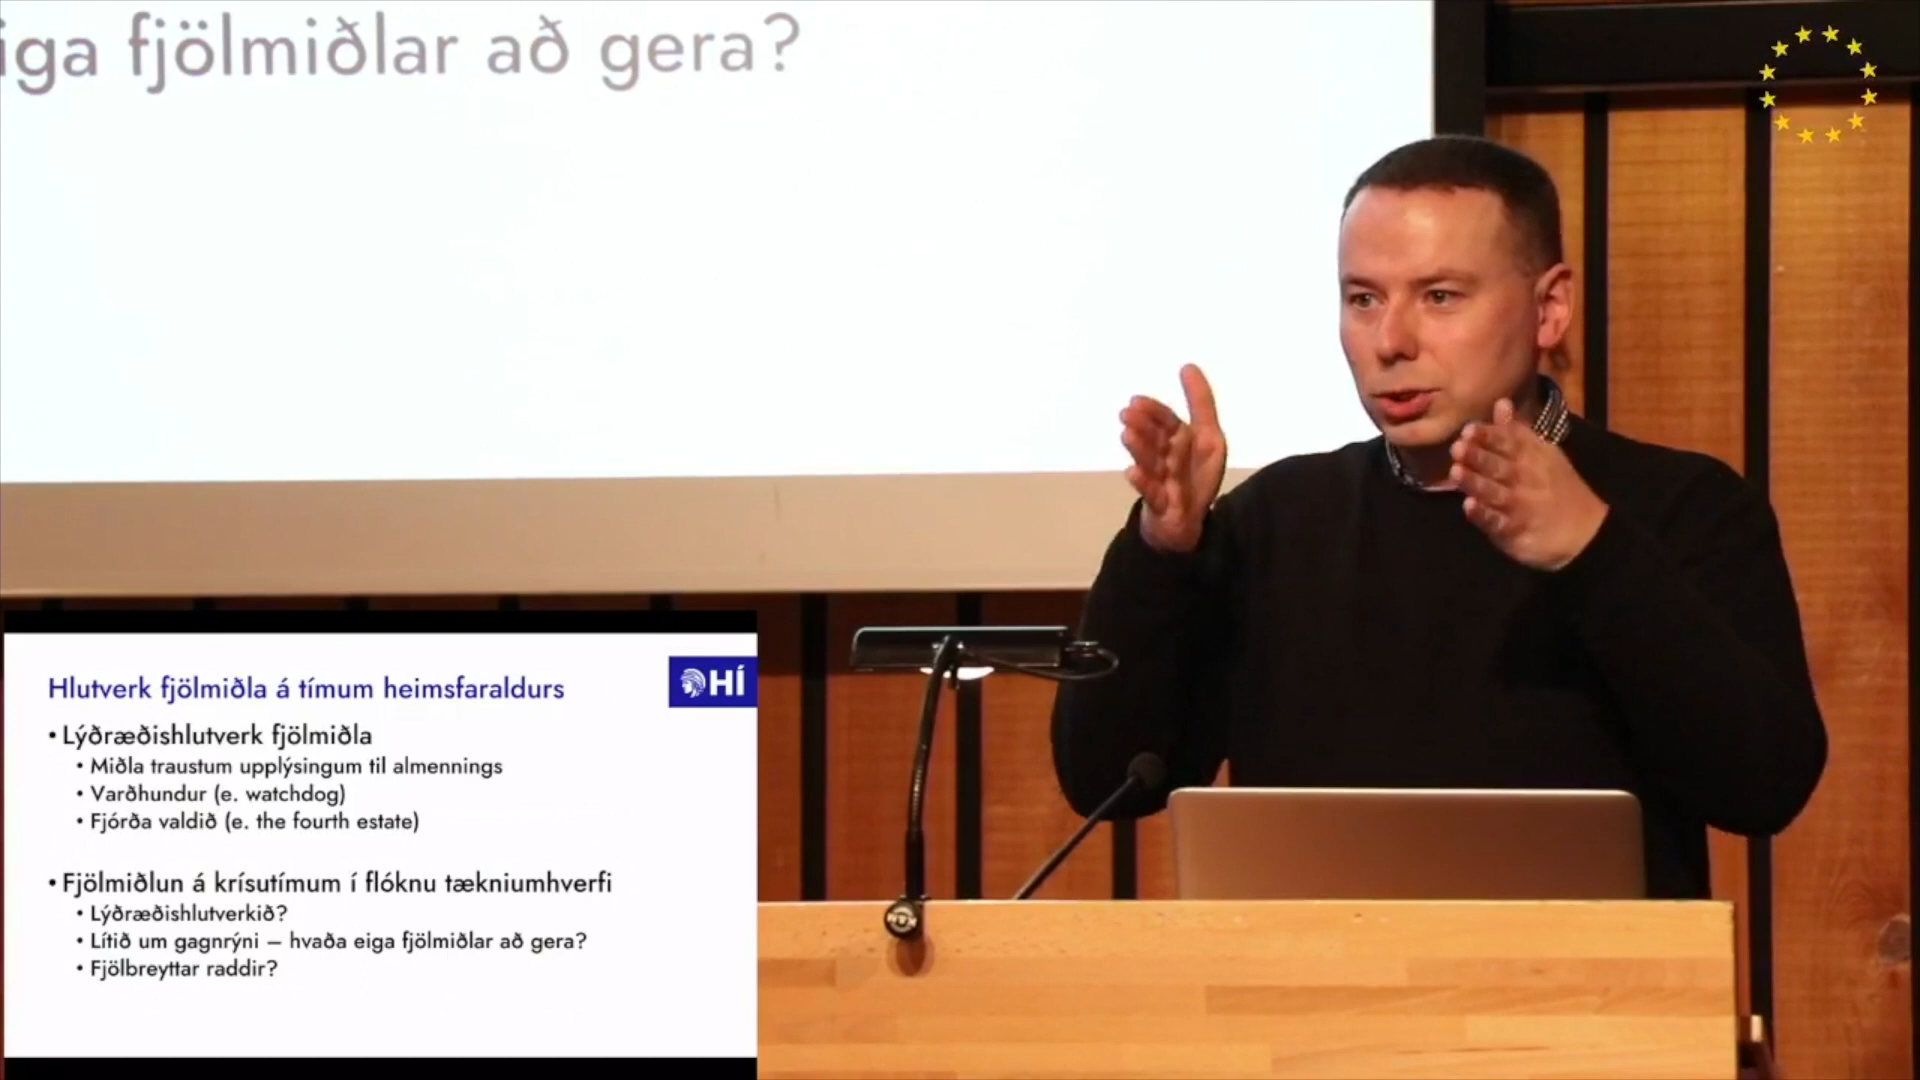 iga fjölmiðlar að gera?
HÍ
Hlutverk fjölmiðla á tímum heimsfaraldurs
• Lýðræðishlutverk fjölmiðla
• Miðla traustum upplýsingum til almennings
• Varðhundur (e. watchdog)
• Fjórða valdið (e. the fourth estate)
• Fjölmiðlun á krísutímum í flóknu tækniumhverfi
• Lýðræðishlutverkið?
• Lítið um gagnrýni – hvaða eiga fjölmiðlar að gera?
• Fjölbreyttar raddir?